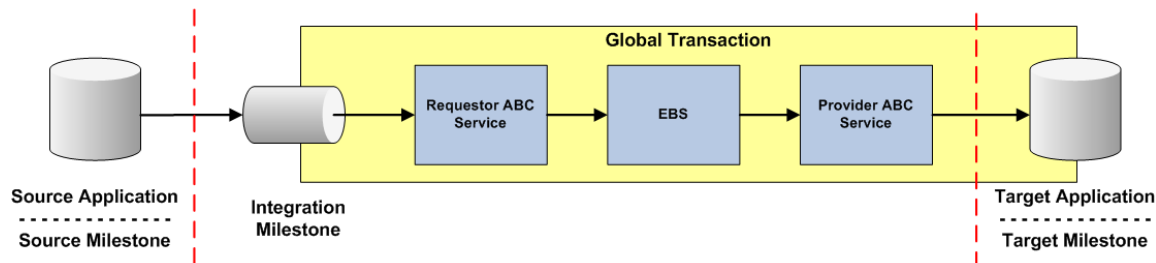 Global Transaction
Requestor ABC
Service
EBS
Provider ABC
Service
Source Application
Source Milestone
Integration
Milestone
Target Application
Target Milestone